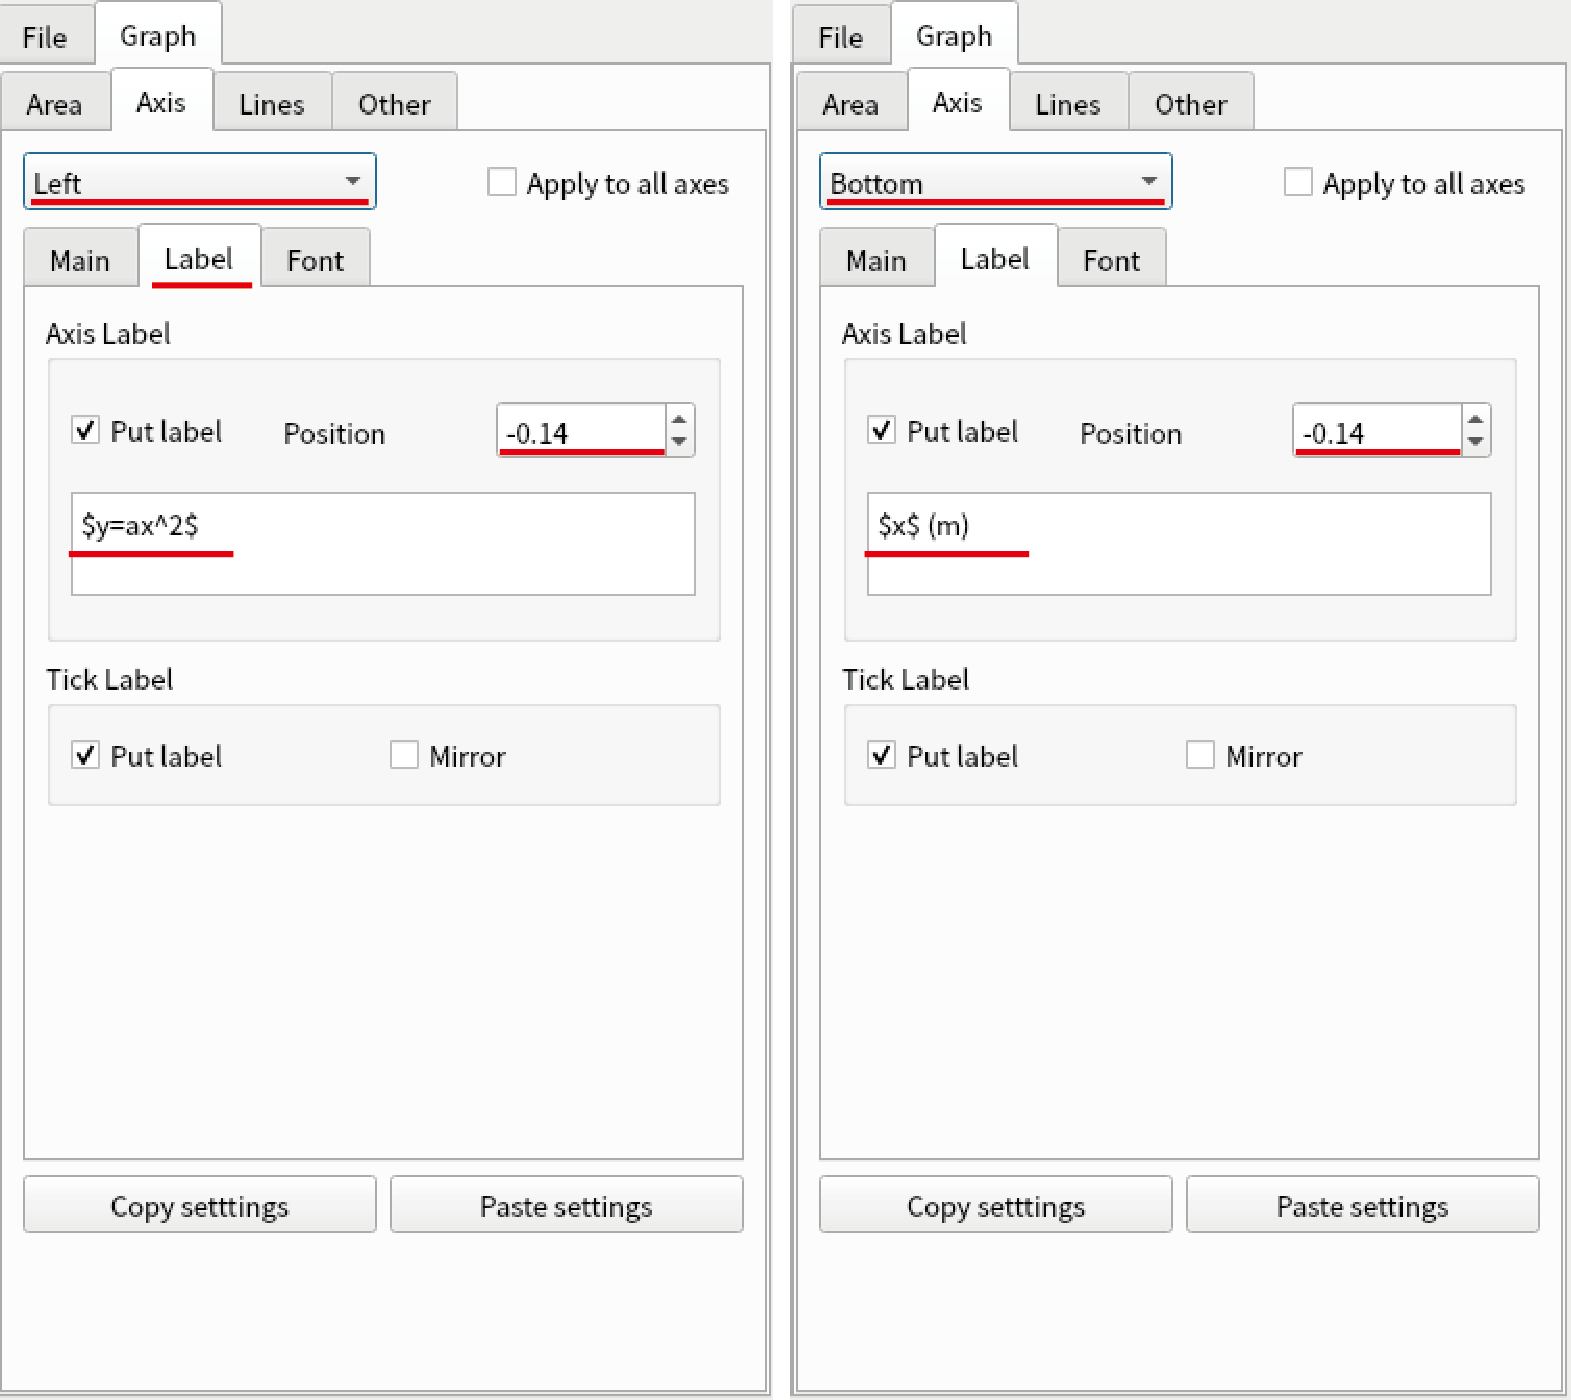 File Graph
Area Axis Lines Other
Left Apply to all axes
Main Label Font
Axis Label
Put label Position -0.14
$y=ax^2$
Tick Label
Put label Mirror
Copy setttings Paste settings
File Graph
Area Axis Lines Other
Bottom Apply to all axes
Main Label Font
Axis Label
Put label Position -0.14
$x$ (m)
Tick Label
Put label Mirror
Copy setttings Paste settings